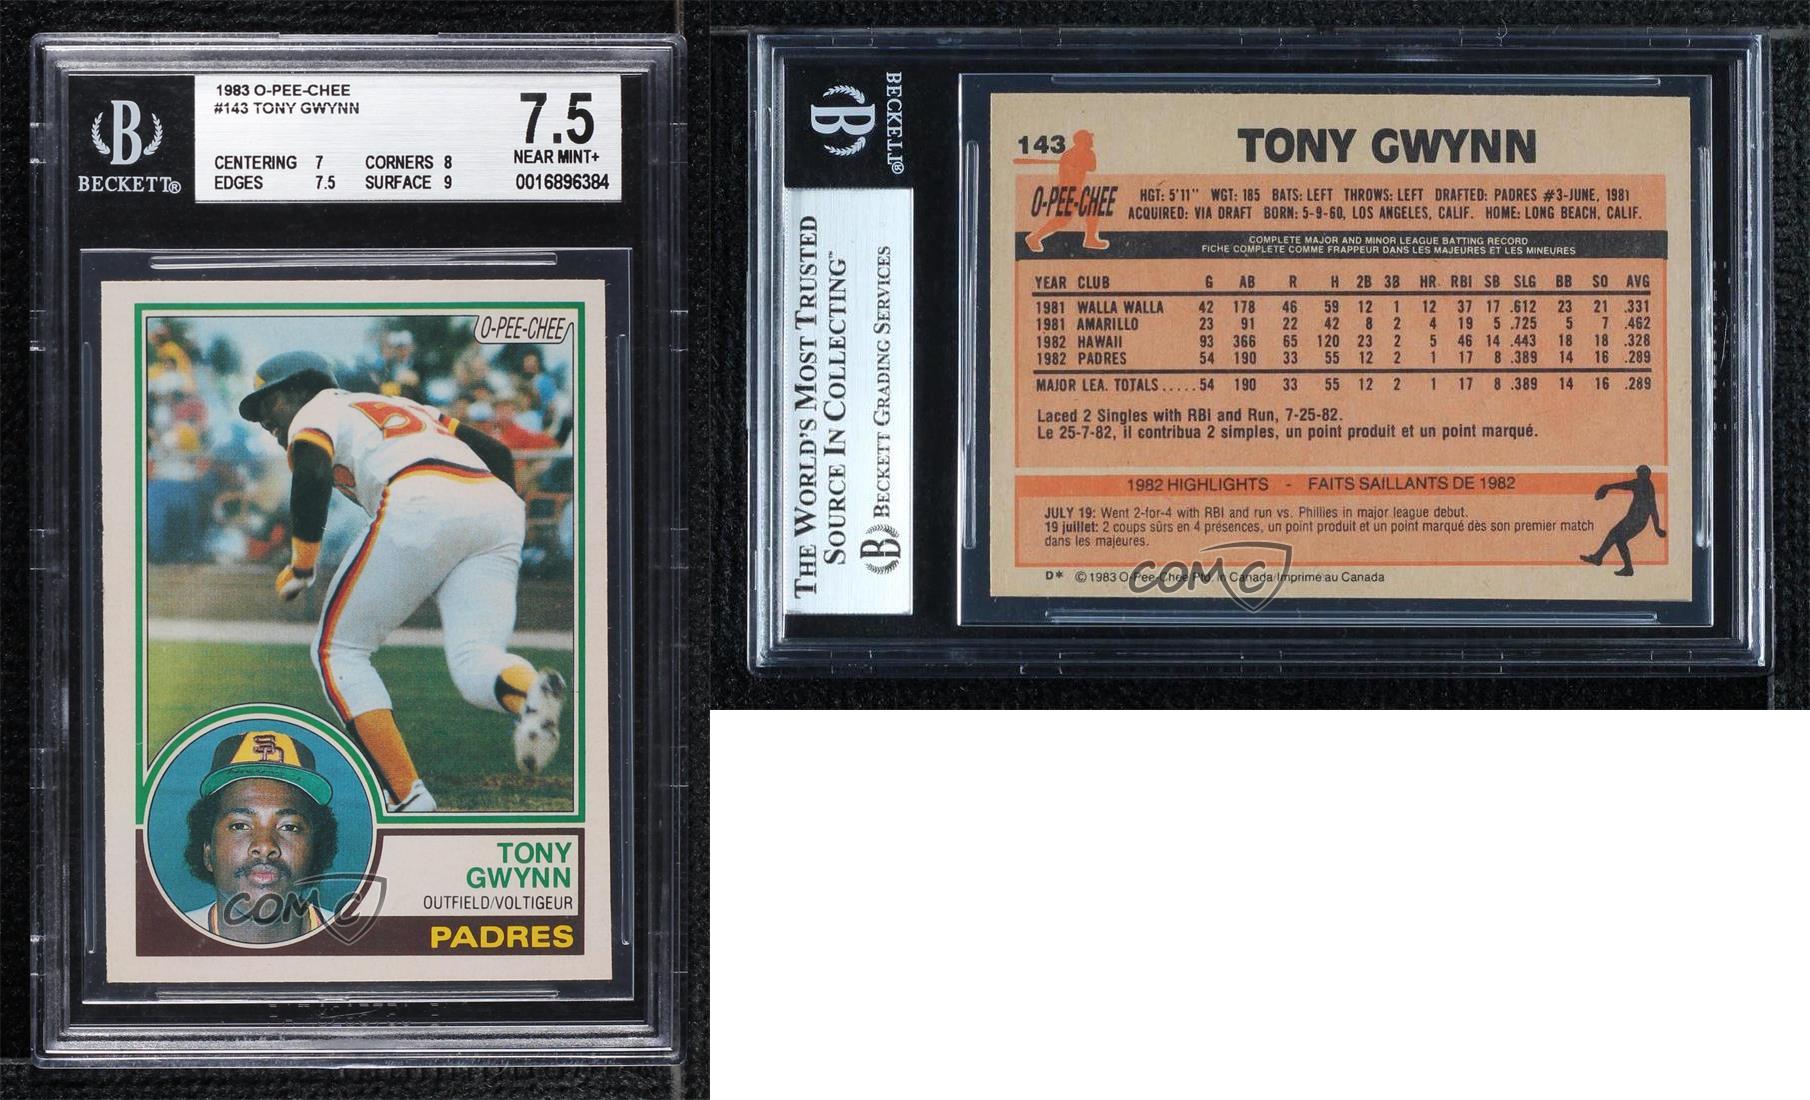 1983 O-PEE-CHEE
#143 TONY GWYNN
7.5
NEAR MINT+
CENTERING 7 CORNERS 8
EDGES 7.5 SURFACE 9
0016896384
B
BECKETT®
O-PEE-CHEE
TONY
GWYNN
OUTFIELD/VOLTIGEUR
PADRES
COMC
B
BECKETT®
THE WORLD'S MOST TRUSTED
SOURCE IN COLLECTING™
B BECKETT GRADING SERVICES
143
TONY GWYNN
O-PEE-CHEE
HGT: 5'11" WGT: 185 BATS: LEFT THROWS: LEFT DRAFTED: PADRES #3-JUNE, 1981
ACQUIRED: VIA DRAFT BORN: 5-9-60, LOS ANGELES, CALIF. HOME: LONG BEACH, CALIF.
COMPLETE MAJOR AND MINOR LEAGUE BATTING RECORD
FICHE COMPLETE COMME FRAPPEUR DANS LES MAJEURES ET LES MINEURES
YEAR CLUB G AB R H 2B 3B HR RBI SB SLG BB SO AVG
1981 WALLA WALLA 42 178 46 59 12 1 12 37 17 .612 23 21 .331
1981 AMARILLO 23 91 22 42 8 2 4 19 5 .725 5 7 .462
1982 HAWAII 93 366 65 120 23 2 5 46 14 .443 18 18 .328
1982 PADRES 54 190 33 55 12 2 1 17 8 .389 14 16 .289
MAJOR LEA. TOTALS.....54 190 33 55 12 2 1 17 8 .389 14 16 .289
Laced 2 Singles with RBI and Run, 7-25-82.
Le 25-7-82, il contribua 2 simples, un point produit et un point marqué.
1982 HIGHLIGHTS - FAITS SAILLANTS DE 1982
JULY 19: Went 2-for-4 with RBI and run vs. Phillies in major league debut.
19 juillet: 2 coups sûrs en 4 présences, un point produit et un point marqué dès son premier match
dans les majeures.
D* © 1983 O-Pee-Chee Ptd. in Canada/Imprimé au Canada
COMC